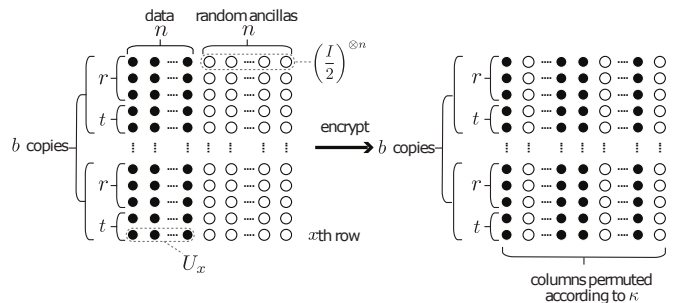 data random ancillas
n n
(I/2)^{⊗n}
r
t
encrypt
b copies b copies
r
t
xth row
U_x
r
t
r
t
columns permuted
according to κ